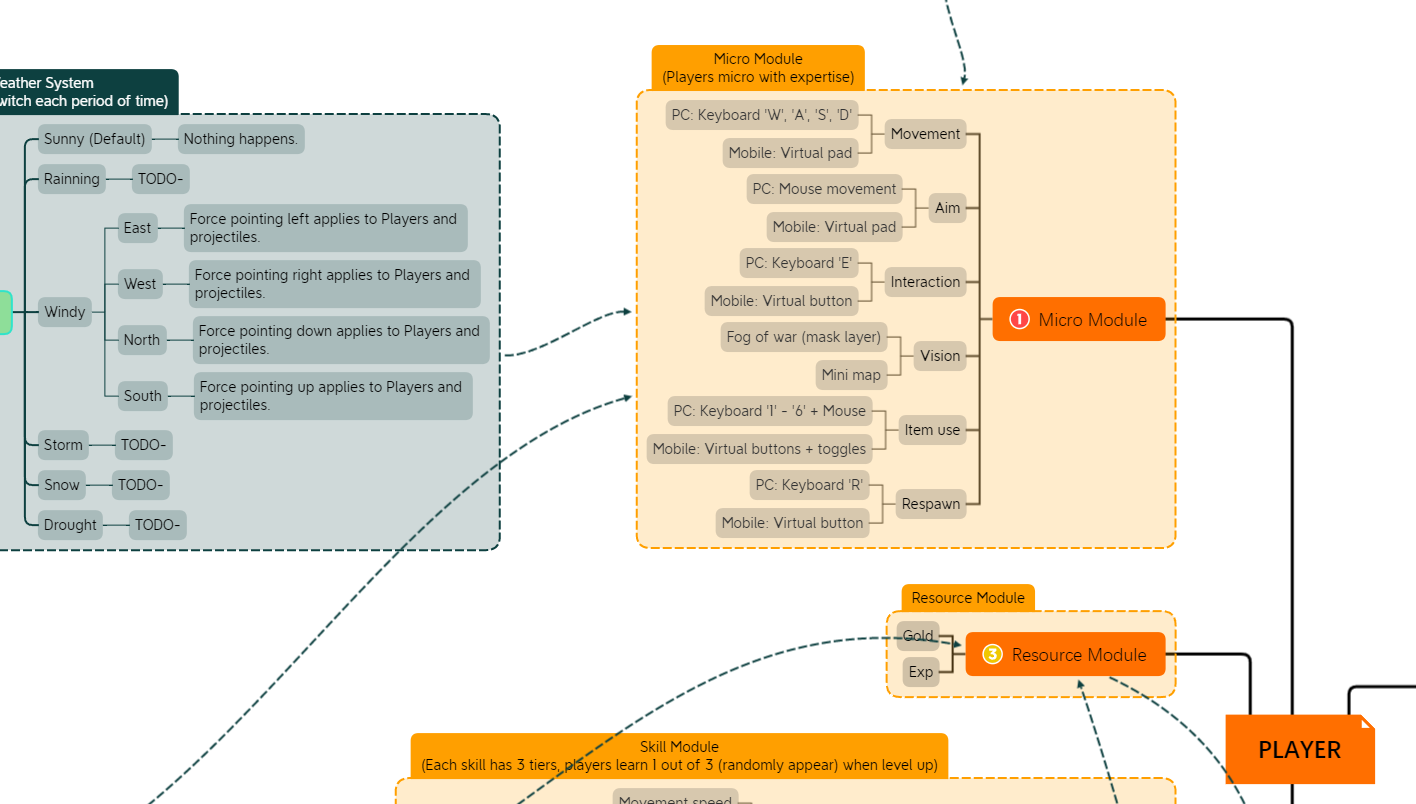 eather System
witch each period of time)
Sunny (Default)
Nothing happens.
Rainning
TODO-
Windy
East
Force pointing left applies to Players and
projectiles.
West
Force pointing right applies to Players and
projectiles.
North
Force pointing down applies to Players and
projectiles.
South
Force pointing up applies to Players and
projectiles.
Storm
TODO-
Snow
TODO-
Drought
TODO-
Micro Module
(Players micro with expertise)
PC: Keyboard 'W', 'A', 'S', 'D'
Mobile: Virtual pad
Movement
PC: Mouse movement
Mobile: Virtual pad
Aim
PC: Keyboard 'E'
Mobile: Virtual button
Interaction
Fog of war (mask layer)
Mini map
Vision
PC: Keyboard '1' - '6' + Mouse
Mobile: Virtual buttons + toggles
Item use
PC: Keyboard 'R'
Mobile: Virtual button
Respawn
1 Micro Module
Resource Module
Gold
Exp
3 Resource Module
PLAYER
Skill Module
(Each skill has 3 tiers, players learn 1 out of 3 (randomly appear) when level up)
Movement speed